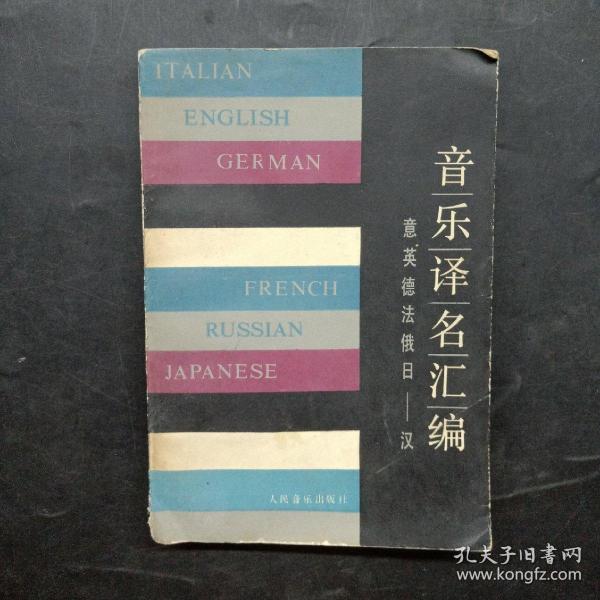 ITALIAN
ENGLISH
GERMAN
FRENCH
RUSSIAN
JAPANESE
音乐译名汇编
意英德法俄日——汉
人民音乐出版社
孔夫子旧書网
www.kongfz.com